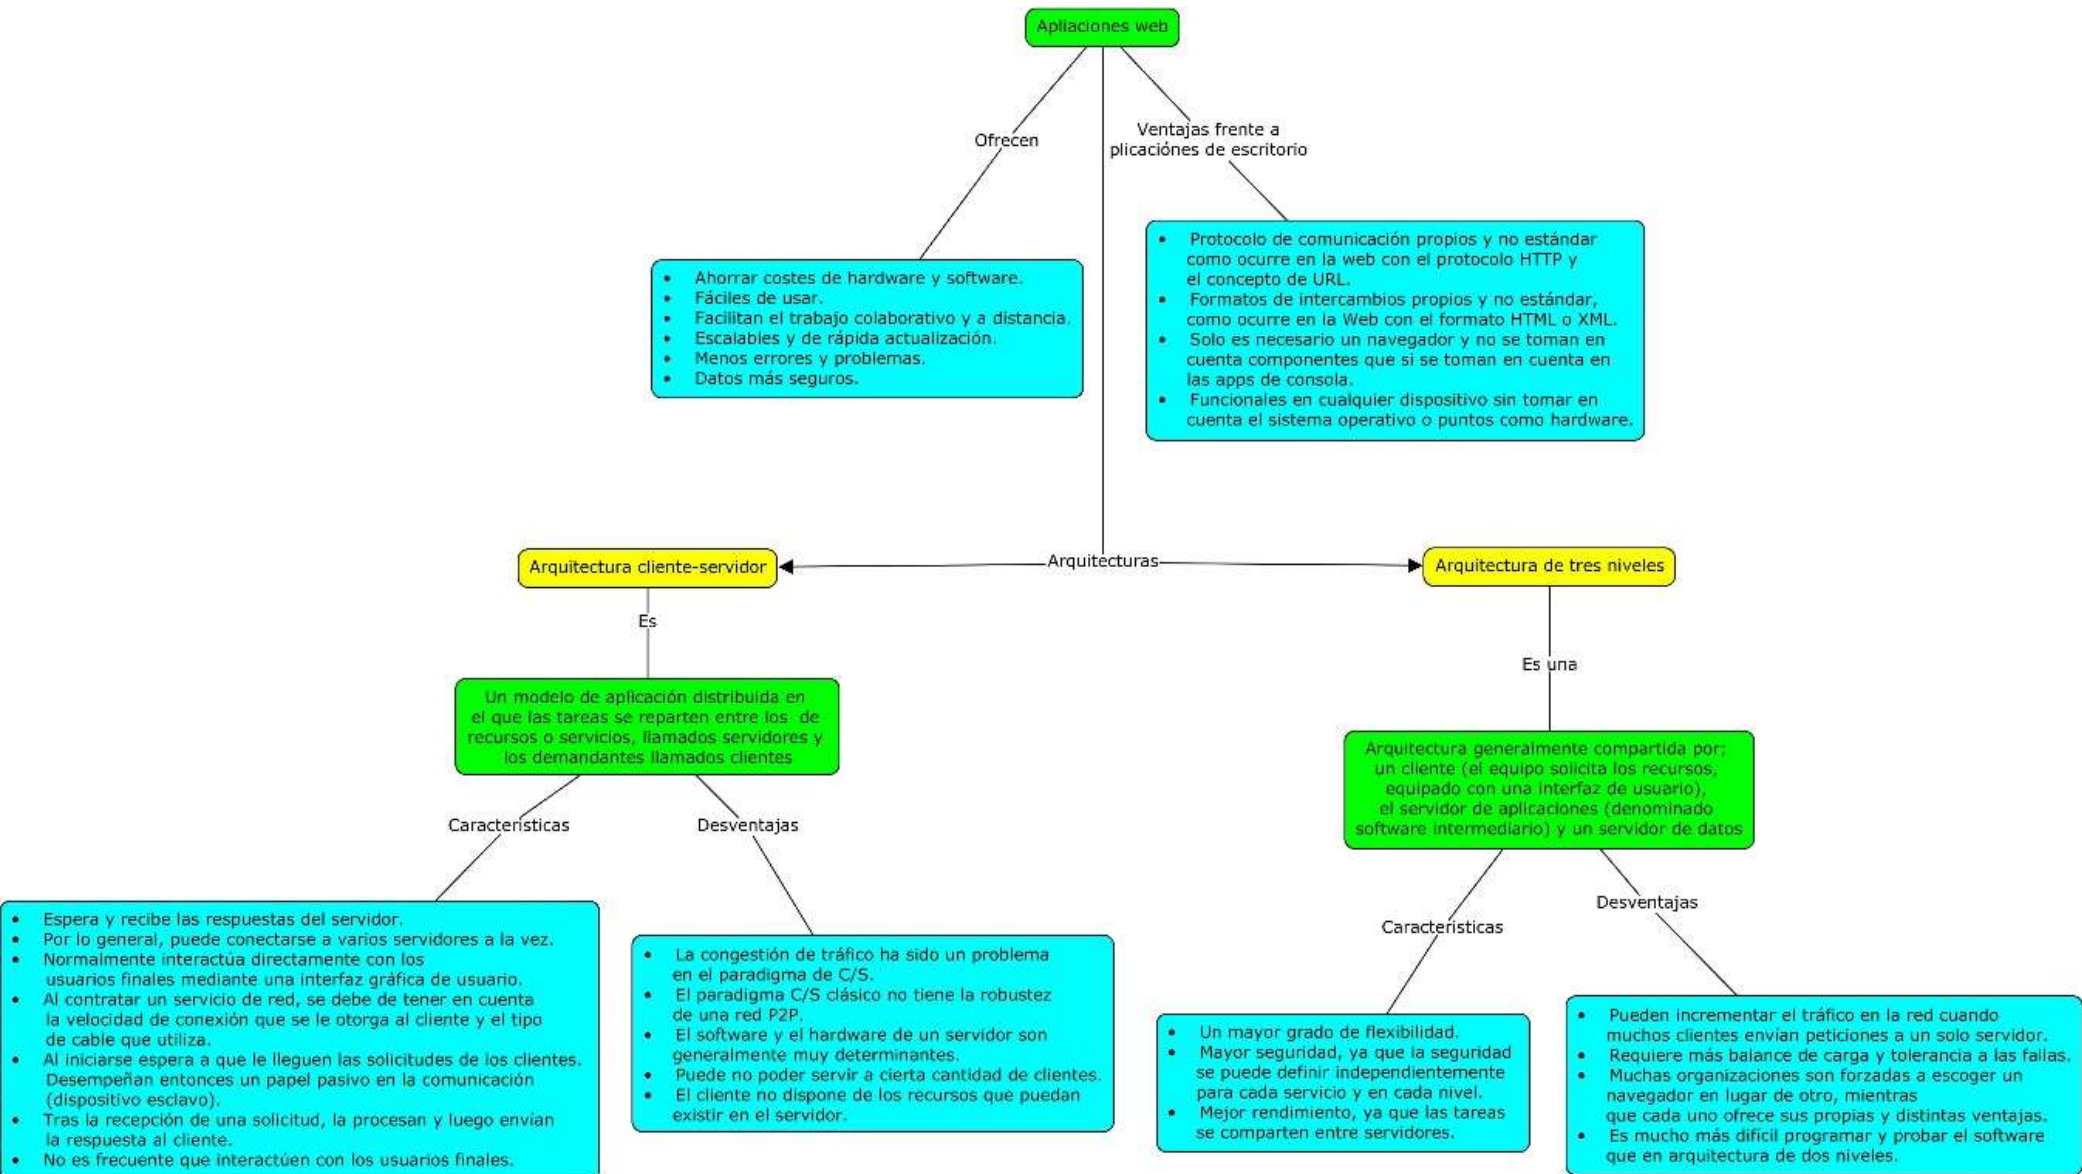 Apliaciones web
Ofrecen
Ventajas frente a
plicaciónes de escritorio
• Ahorrar costes de hardware y software.
• Fáciles de usar.
• Facilitan el trabajo colaborativo y a distancia.
• Escalables y de rápida actualización.
• Menos errores y problemas.
• Datos más seguros.
• Protocolo de comunicación propios y no estándar
como ocurre en la web con el protocolo HTTP y
el concepto de URL.
• Formatos de intercambios propios y no estándar,
como ocurre en la Web con el formato HTML o XML.
• Solo es necesario un navegador y no se toman en
cuenta componentes que si se toman en cuenta en
las apps de consola.
• Funcionales en cualquier dispositivo sin tomar en
cuenta el sistema operativo o puntos como hardware.
Arquitectura cliente-servidor
Arquitecturas
Arquitectura de tres niveles
Es
Un modelo de aplicación distribuida en
el que las tareas se reparten entre los de
recursos o servicios, llamados servidores y
los demandantes llamados clientes
Características
Desventajas
• Espera y recibe las respuestas del servidor.
• Por lo general, puede conectarse a varios servidores a la vez.
• Normalmente interactúa directamente con los
usuarios finales mediante una interfaz gráfica de usuario.
• Al contratar un servicio de red, se debe de tener en cuenta
la velocidad de conexión que se le otorga al cliente y el tipo
de cable que utiliza.
• Al iniciarse espera a que le lleguen las solicitudes de los clientes.
Desempeñan entonces un papel pasivo en la comunicación
(dispositivo esclavo).
• Tras la recepción de una solicitud, la procesan y luego envían
la respuesta al cliente.
• No es frecuente que interactúen con los usuarios finales.
• La congestión de tráfico ha sido un problema
en el paradigma de C/S.
• El paradigma C/S clásico no tiene la robustez
de una red P2P.
• El software y el hardware de un servidor son
generalmente muy determinantes.
• Puede no poder servir a cierta cantidad de clientes.
• El cliente no dispone de los recursos que puedan
existir en el servidor.
Es una
Arquitectura generalmente compartida por;
un cliente (el equipo solicita los recursos,
equipado con una interfaz de usuario),
el servidor de aplicaciones (denominado
software intermediario) y un servidor de datos
Características
Desventajas
• Un mayor grado de flexibilidad.
• Mayor seguridad, ya que la seguridad
se puede definir independientemente
para cada servicio y en cada nivel.
• Mejor rendimiento, ya que las tareas
se comparten entre servidores.
• Pueden incrementar el tráfico en la red cuando
muchos clientes envían peticiones a un solo servidor.
• Requiere más balance de carga y tolerancia a las fallas.
• Muchas organizaciones son forzadas a escoger un
navegador en lugar de otro, mientras
que cada uno ofrece sus propias y distintas ventajas.
• Es mucho más difícil programar y probar el software
que en arquitectura de dos niveles.